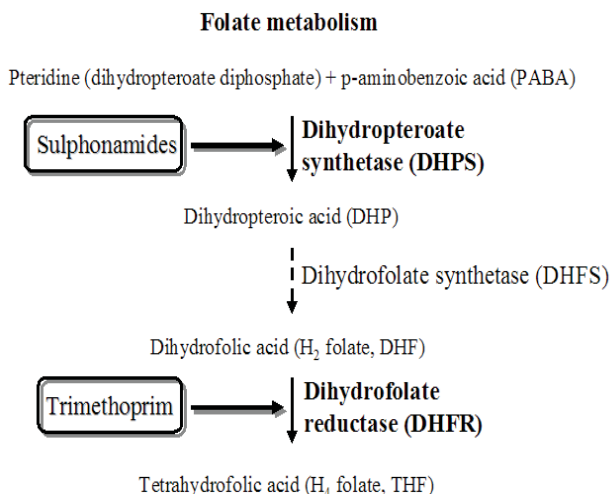 Folate metabolism
Pteridine (dihydropteroate diphosphate) + p-aminobenzoic acid (PABA)
Sulphonamides
Dihydropteroate
synthetase (DHPS)
Dihydropteroic acid (DHP)
Dihydrofolate synthetase (DHFS)
Dihydrofolic acid (H₂ folate, DHF)
Trimethoprim
Dihydrofolate
reductase (DHFR)
Tetrahydrofolic acid (H₄ folate, THF)